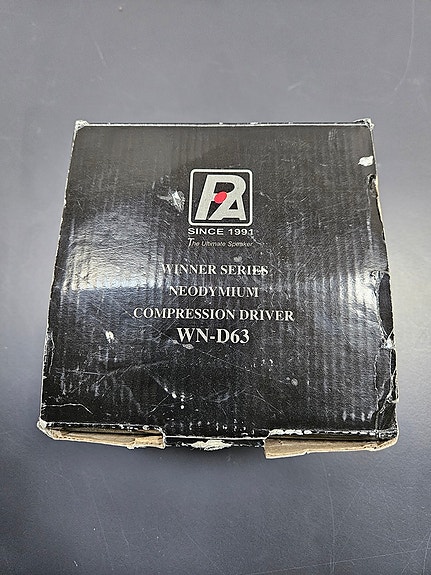 PA
SINCE 1991
The Ultimate Speaker
WINNER SERIES
NEODYMIUM
COMPRESSION DRIVER
WN-D63